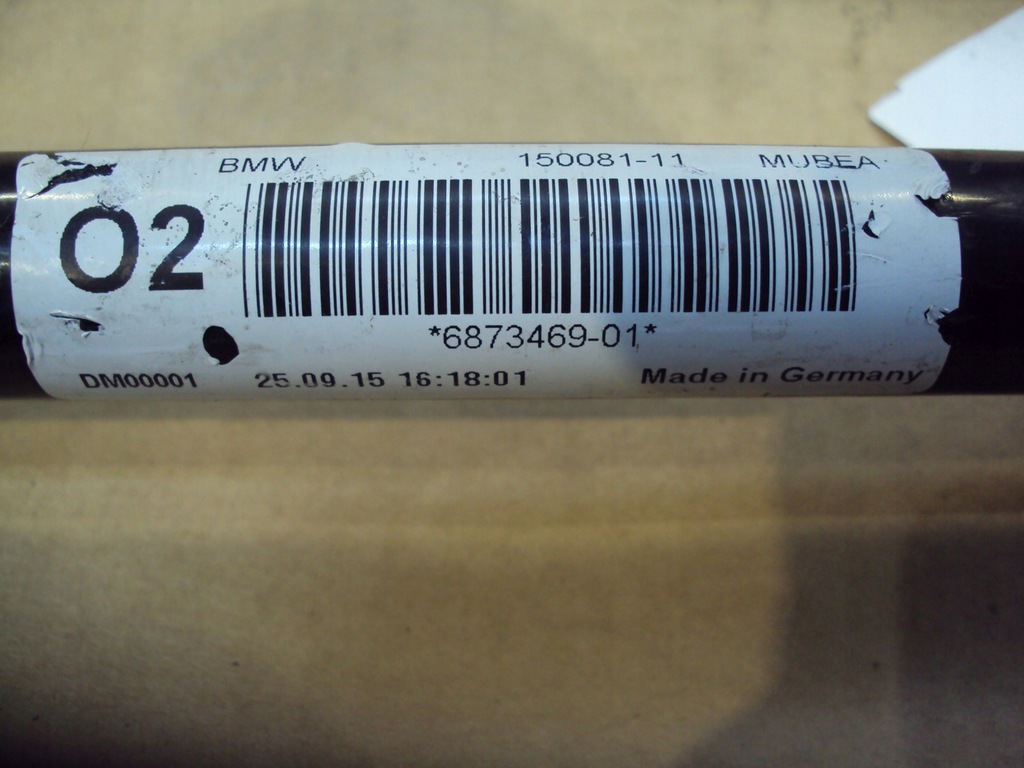 BMW 150081-11 MUBEA
O2
*6873469-01*
DM00001 25.09.15 16:18:01 Made in Germany